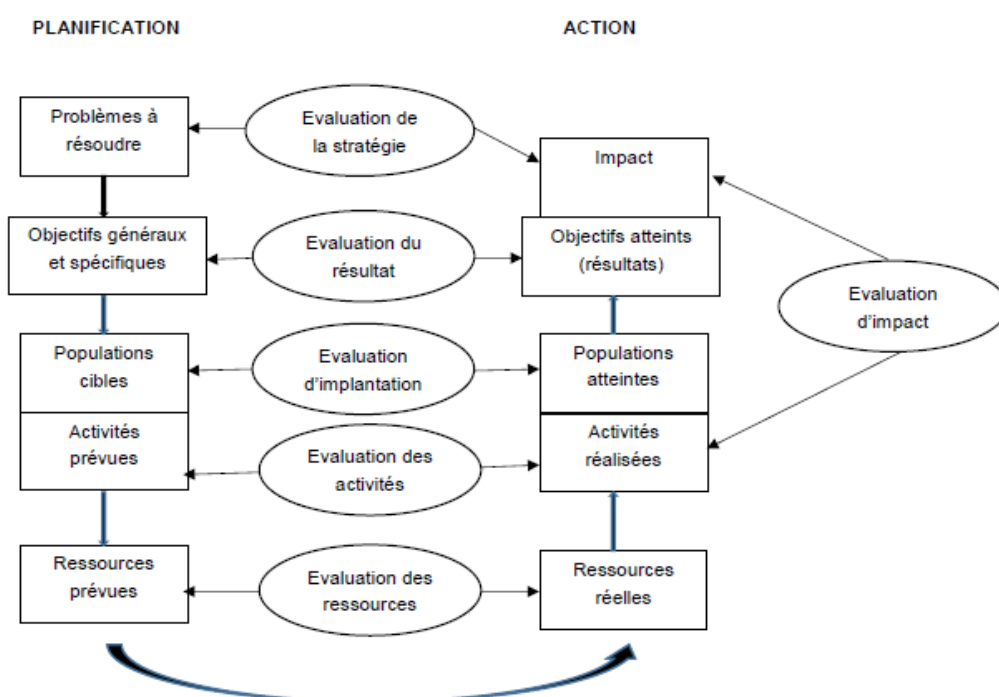 PLANIFICATION
ACTION
Problèmes à
résoudre
Evaluation de
la stratégie
Impact
Objectifs généraux
et spécifiques
Evaluation du
résultat
Objectifs atteints
(résultats)
Evaluation
d'impact
Populations
cibles
Evaluation
d'implantation
Populations
atteintes
Activités
prévues
Evaluation des
activités
Activités
réalisées
Ressources
prévues
Evaluation des
ressources
Ressources
réelles